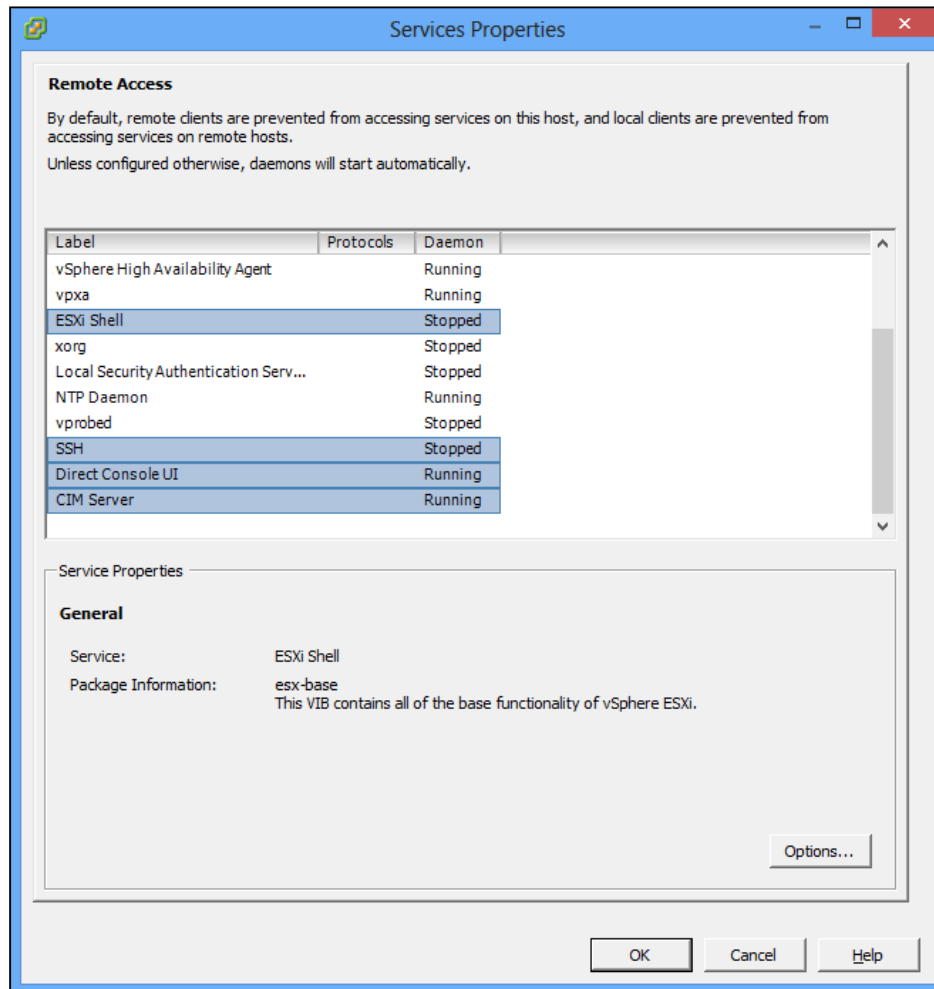 Services Properties
Remote Access
By default, remote clients are prevented from accessing services on this host, and local clients are prevented from
accessing services on remote hosts.
Unless configured otherwise, daemons will start automatically.
Label Protocols Daemon
vSphere High Availability Agent Running
vpxa Running
ESXi Shell Stopped
xorg Stopped
Local Security Authentication Serv... Stopped
NTP Daemon Running
vprobed Stopped
SSH Stopped
Direct Console UI Running
CIM Server Running
Service Properties
General
Service: ESXi Shell
Package Information: esx-base
This VIB contains all of the base functionality of vSphere ESXi.
Options...
OK Cancel Help